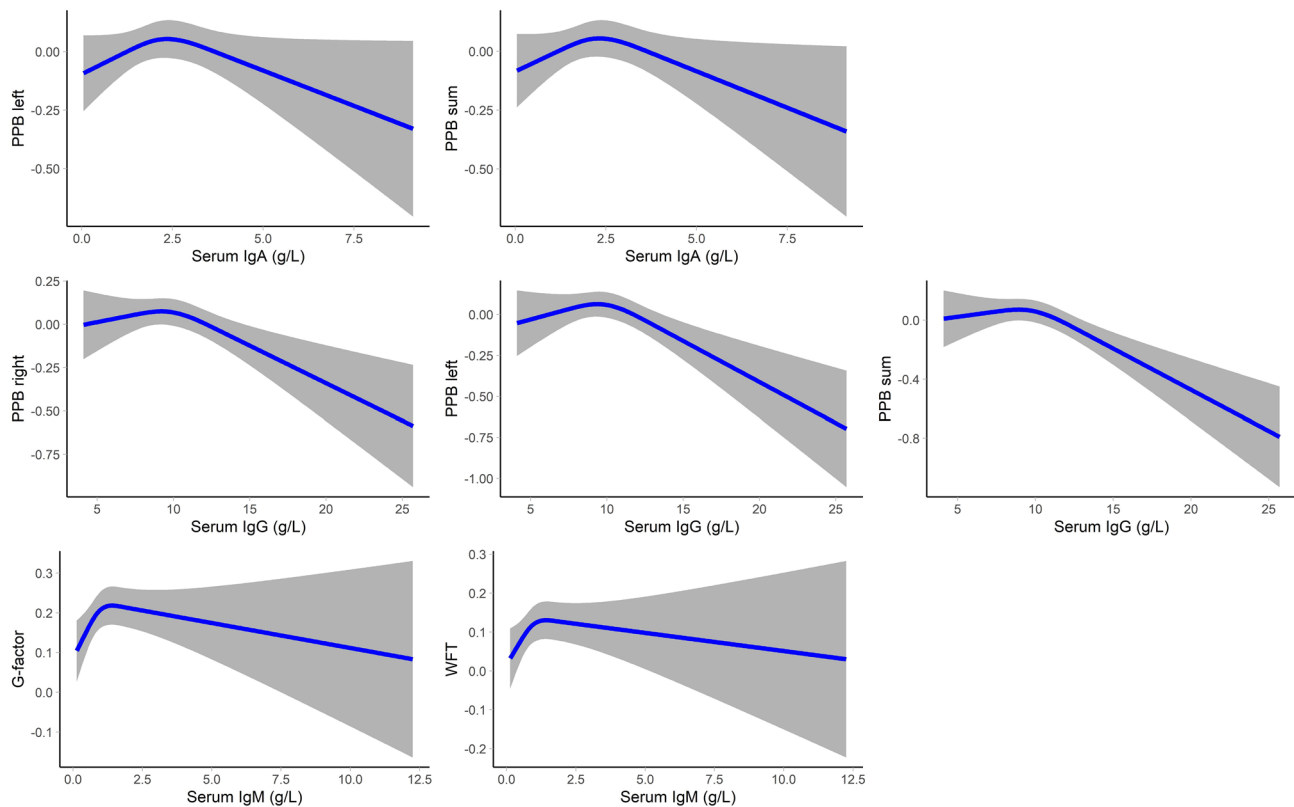 PPB left
0.00
-0.25
-0.50
0.0 2.5 5.0 7.5
Serum IgA (g/L)
PPB sum
0.00
-0.25
-0.50
0.0 2.5 5.0 7.5
Serum IgA (g/L)
PPB right
0.25
0.00
-0.25
-0.50
-0.75
5 10 15 20 25
Serum IgG (g/L)
PPB left
0.00
-0.25
-0.50
-0.75
-1.00
5 10 15 20 25
Serum IgG (g/L)
PPB sum
0.0
-0.4
-0.8
5 10 15 20 25
Serum IgG (g/L)
G-factor
0.3
0.2
0.1
0.0
-0.1
0.0 2.5 5.0 7.5 10.0 12.5
Serum IgM (g/L)
WFT
0.3
0.2
0.1
0.0
-0.1
-0.2
0.0 2.5 5.0 7.5 10.0 12.5
Serum IgM (g/L)